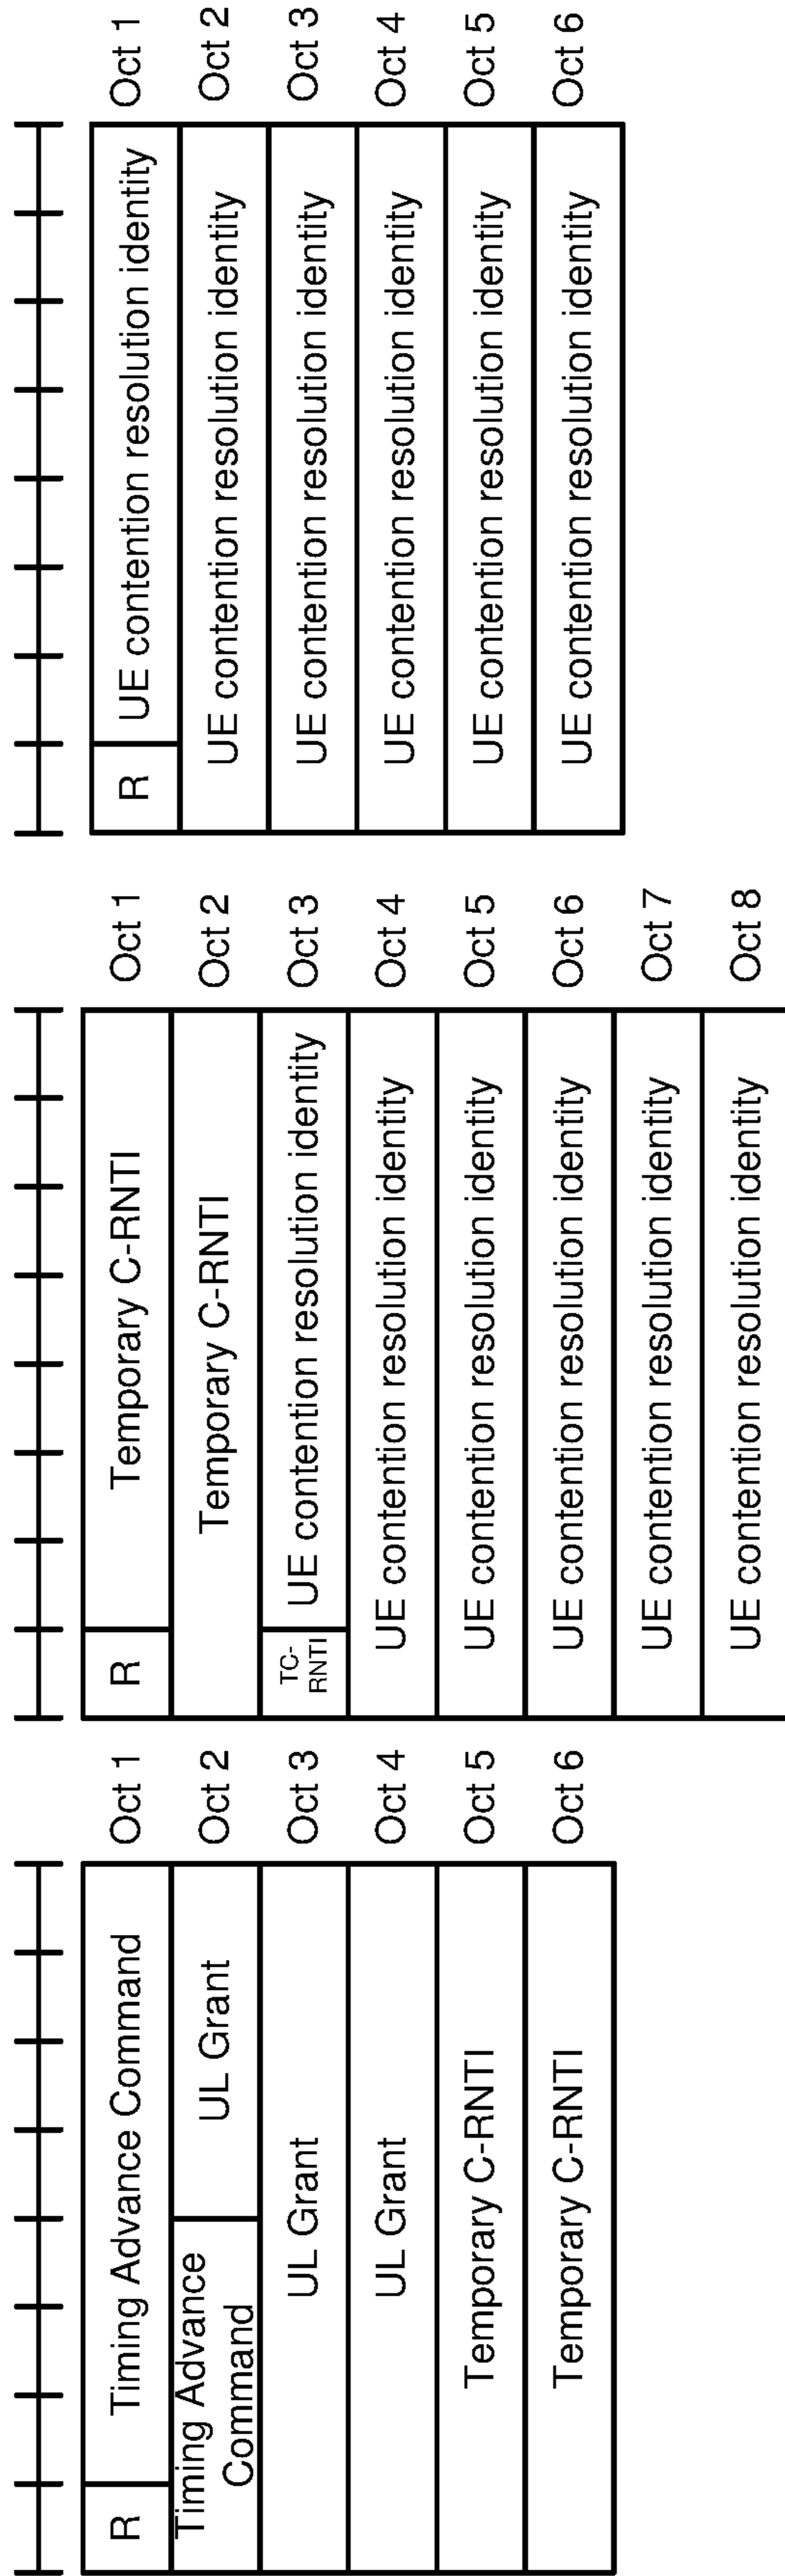 R Timing Advance Command Oct 1
Timing Advance
Command
UL Grant Oct 2
UL Grant Oct 3
UL Grant Oct 4
Temporary C-RNTI Oct 5
Temporary C-RNTI Oct 6
R Temporary C-RNTI Oct 1
Temporary C-RNTI Oct 2
TC-
RNTI
UE contention resolution identity Oct 3
UE contention resolution identity Oct 4
UE contention resolution identity Oct 5
UE contention resolution identity Oct 6
UE contention resolution identity Oct 7
UE contention resolution identity Oct 8
R UE contention resolution identity Oct 1
UE contention resolution identity Oct 2
UE contention resolution identity Oct 3
UE contention resolution identity Oct 4
UE contention resolution identity Oct 5
UE contention resolution identity Oct 6